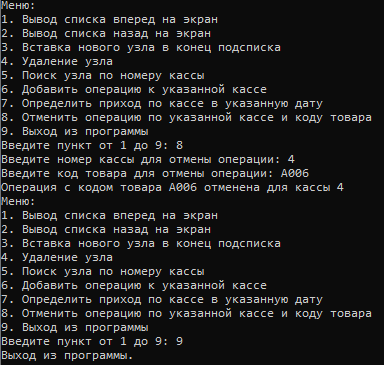 Меню:
1. Вывод списка вперед на экран
2. Вывод списка назад на экран
3. Вставка нового узла в конец подсписка
4. Удаление узла
5. Поиск узла по номеру кассы
6. Добавить операцию к указанной кассе
7. Определить приход по кассе в указанную дату
8. Отменить операцию по указанной кассе и коду товара
9. Выход из программы
Введите пункт от 1 до 9: 8
Введите номер кассы для отмены операции: 4
Введите код товара для отмены операции: A006
Операция с кодом товара A006 отменена для кассы 4
Меню:
1. Вывод списка вперед на экран
2. Вывод списка назад на экран
3. Вставка нового узла в конец подсписка
4. Удаление узла
5. Поиск узла по номеру кассы
6. Добавить операцию к указанной кассе
7. Определить приход по кассе в указанную дату
8. Отменить операцию по указанной кассе и коду товара
9. Выход из программы
Введите пункт от 1 до 9: 9
Выход из программы.